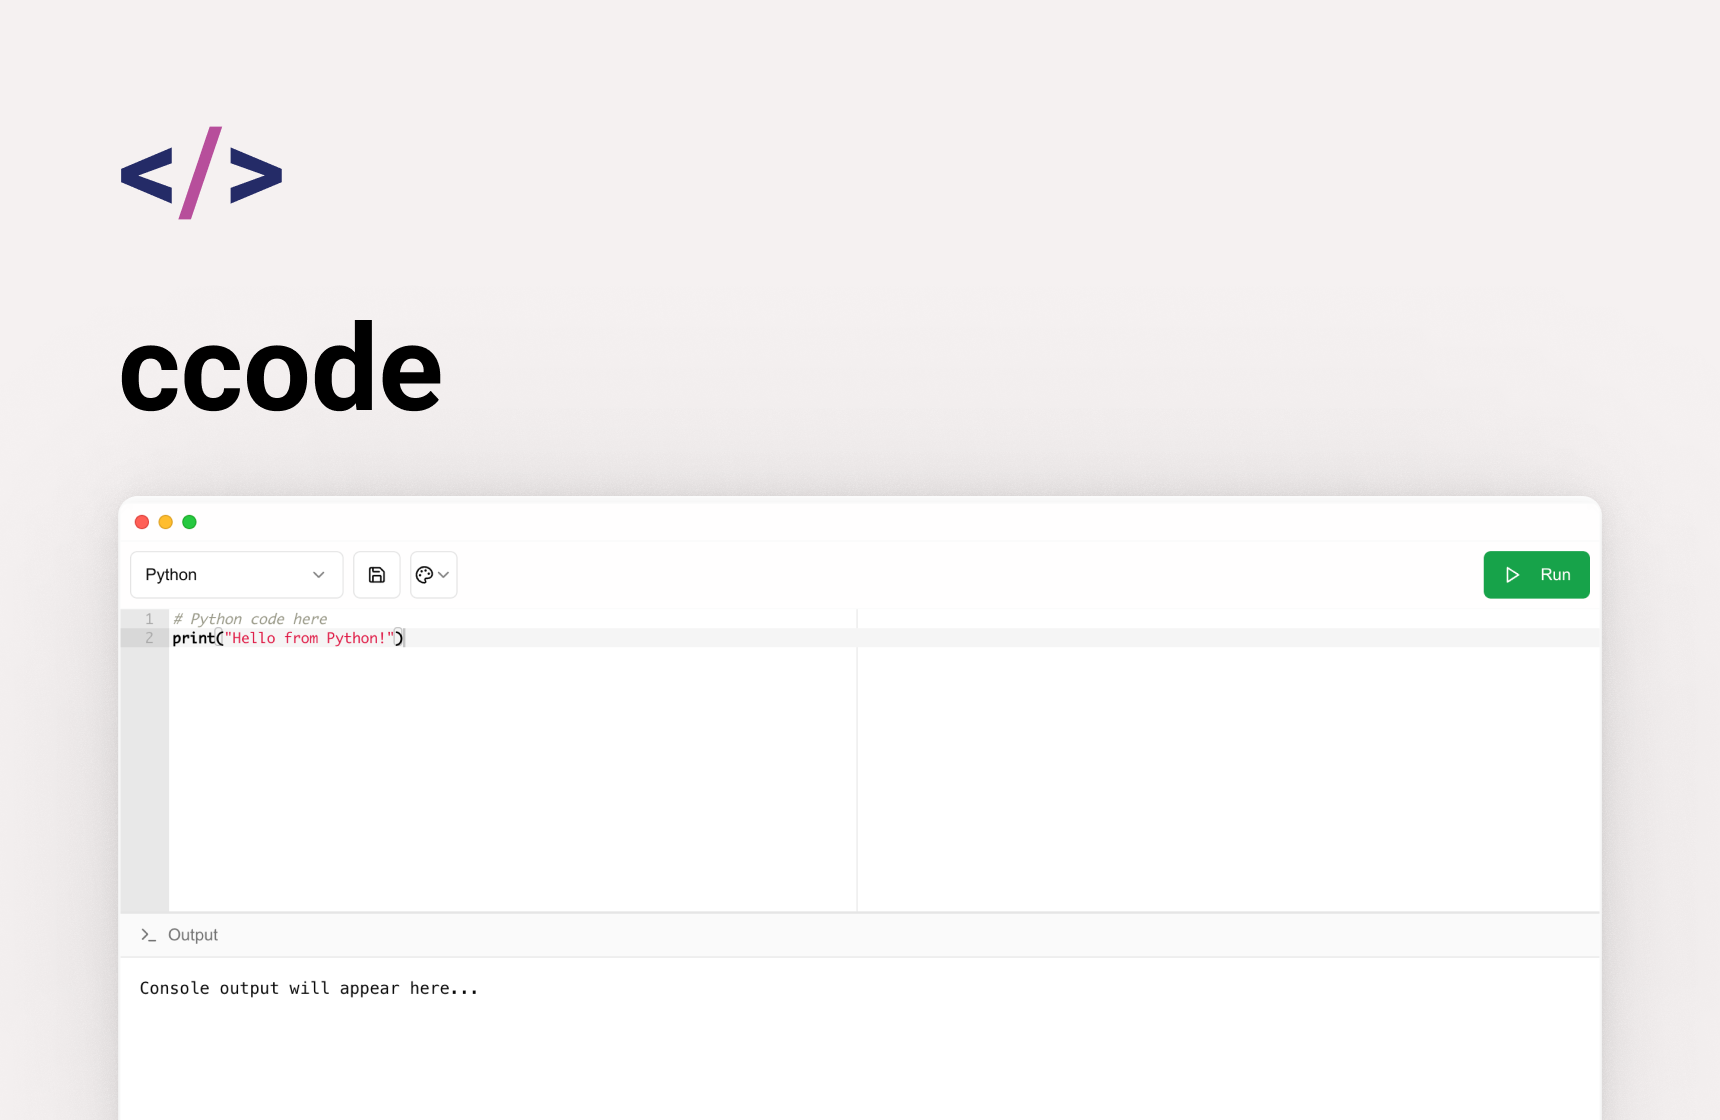 </>
ccode
Python
Run
1 # Python code here
2 print("Hello from Python!")
Output
Console output will appear here...